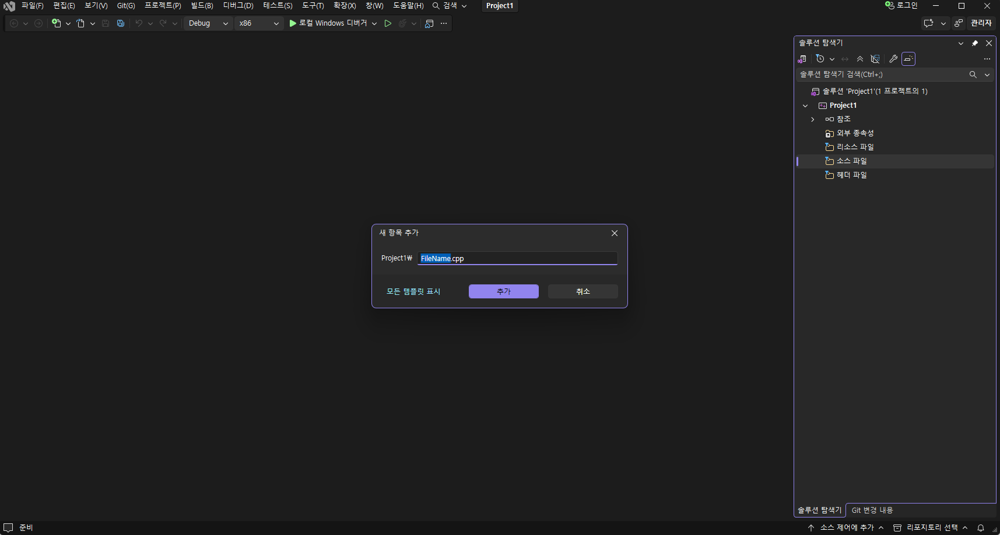 파일(F) 편집(E) 보기(V) Git(G) 프로젝트(P) 빌드(B) 디버그(D) 테스트(S) 도구(T) 확장(X) 창(W) 도움말(H) 검색 Project1 로그인
Debug x86 로컬 Windows 디버거 관리자
솔루션 탐색기
솔루션 탐색기 검색(Ctrl+;)
솔루션 'Project1'(1 프로젝트의 1)
Project1
참조
외부 종속성
리소스 파일
소스 파일
헤더 파일
새 항목 추가
Project1₩ FileName.cpp
모든 템플릿 표시 추가 취소
솔루션 탐색기 Git 변경 내용
준비 소스 제어에 추가 리포지토리 선택